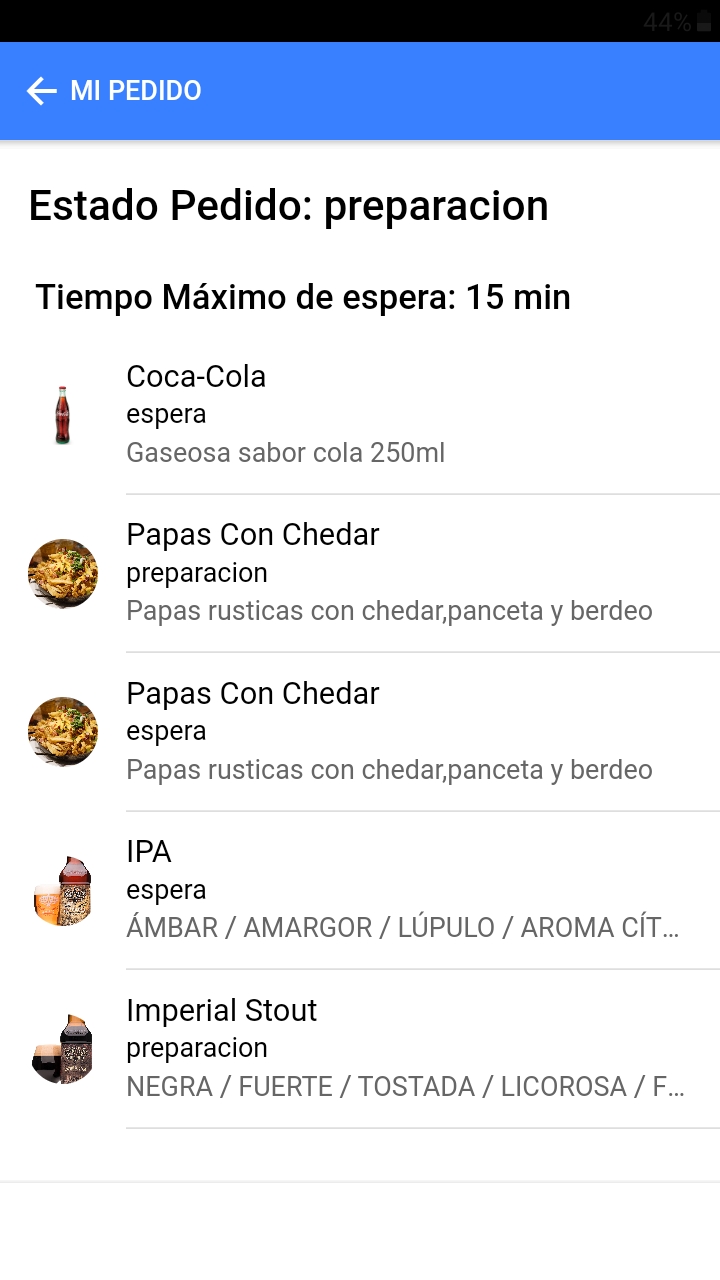 44%
MI PEDIDO
Estado Pedido: preparacion
Tiempo Máximo de espera: 15 min
Coca-Cola
espera
Gaseosa sabor cola 250ml
Papas Con Chedar
preparacion
Papas rusticas con chedar,panceta y berdeo
Papas Con Chedar
espera
Papas rusticas con chedar,panceta y berdeo
IPA
espera
ÁMBAR / AMARGOR / LÚPULO / AROMA CÍT...
Imperial Stout
preparacion
NEGRA / FUERTE / TOSTADA / LICOROSA / F...